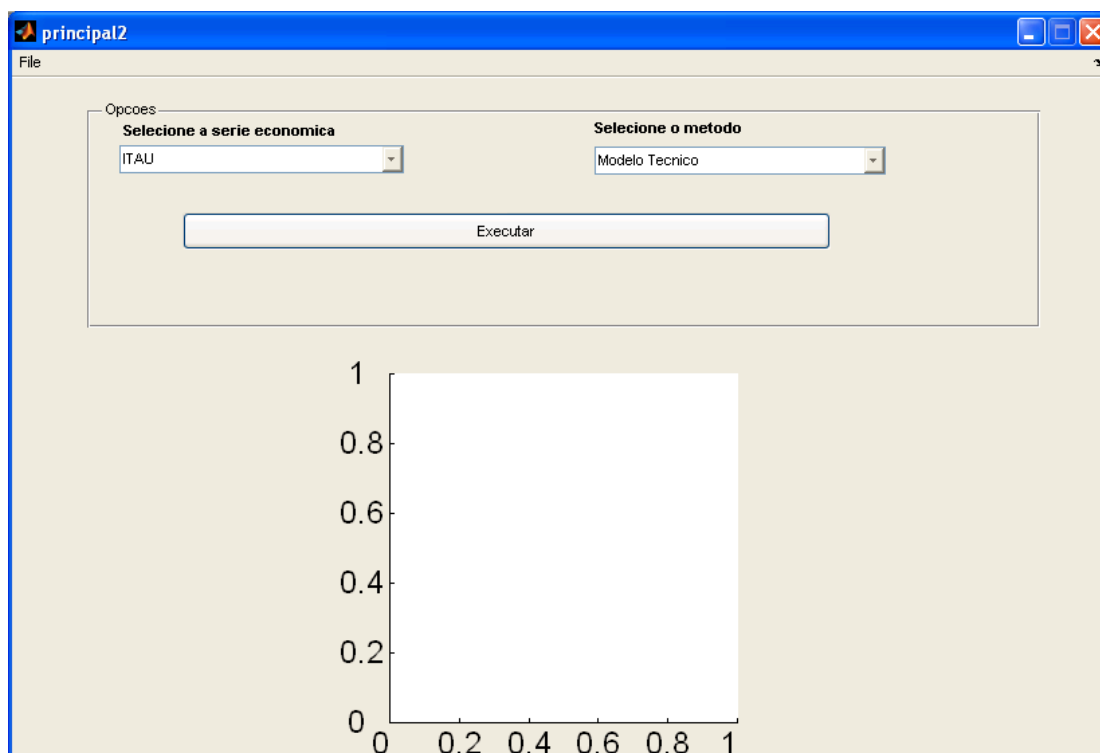 principal2
File
Opcoes
Selecione a serie economica
Selecione o metodo
ITAU
Modelo Tecnico
Executar
1
0.8
0.6
0.4
0.2
0
0 0.2 0.4 0.6 0.8 1